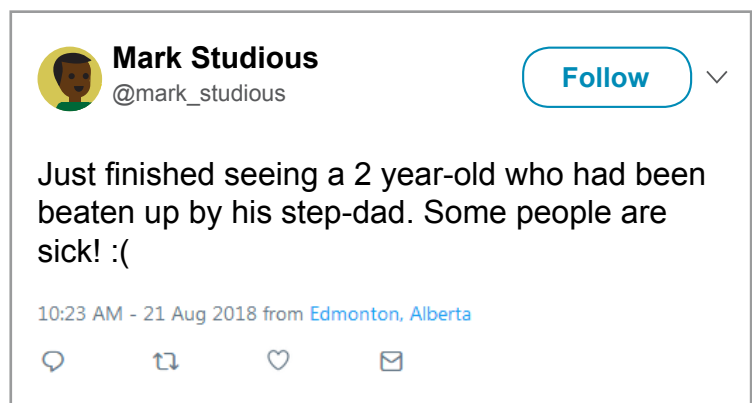 Mark Studious
@mark_studious
Follow
Just finished seeing a 2 year-old who had been
beaten up by his step-dad. Some people are
sick! :(
10:23 AM - 21 Aug 2018 from Edmonton, Alberta